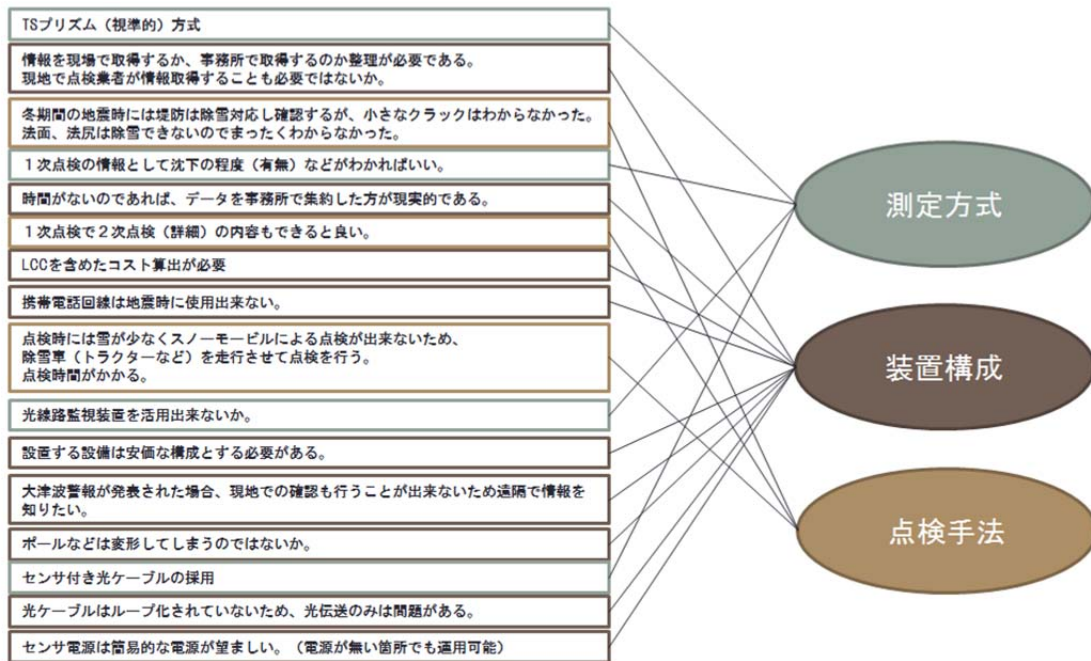 TSプリズム（視準的）方式
情報を現場で取得するか、事務所で取得するのか整理が必要である。
現地で点検業者が情報取得することも必要ではないか。
冬期間の地震時には堤防は除雪対応し確認するが、小さなクラックはわからなかった。
法面、法尻は除雪できないのでまったくわからなかった。
１次点検の情報として沈下の程度（有無）などがわかればいい。
時間がないのであれば、データを事務所で集約した方が現実的である。
１次点検で２次点検（詳細）の内容もできると良い。
LCCを含めたコスト算出が必要
携帯電話回線は地震時に使用出来ない。
点検時には雪が少なくスノーモービルによる点検が出来ないため、
除雪車（トラクターなど）を走行させて点検を行う。
点検時間がかかる。
光線路監視装置を活用出来ないか。
設置する設備は安価な構成とする必要がある。
大津波警報が発表された場合、現地での確認も行うことが出来ないため遠隔で情報を
知りたい。
ポールなどは変形してしまうのではないか。
センサ付き光ケーブルの採用
光ケーブルはループ化されていないため、光伝送のみは問題がある。
センサ電源は簡易的な電源が望ましい。（電源が無い箇所でも運用可能）
測定方式
装置構成
点検手法